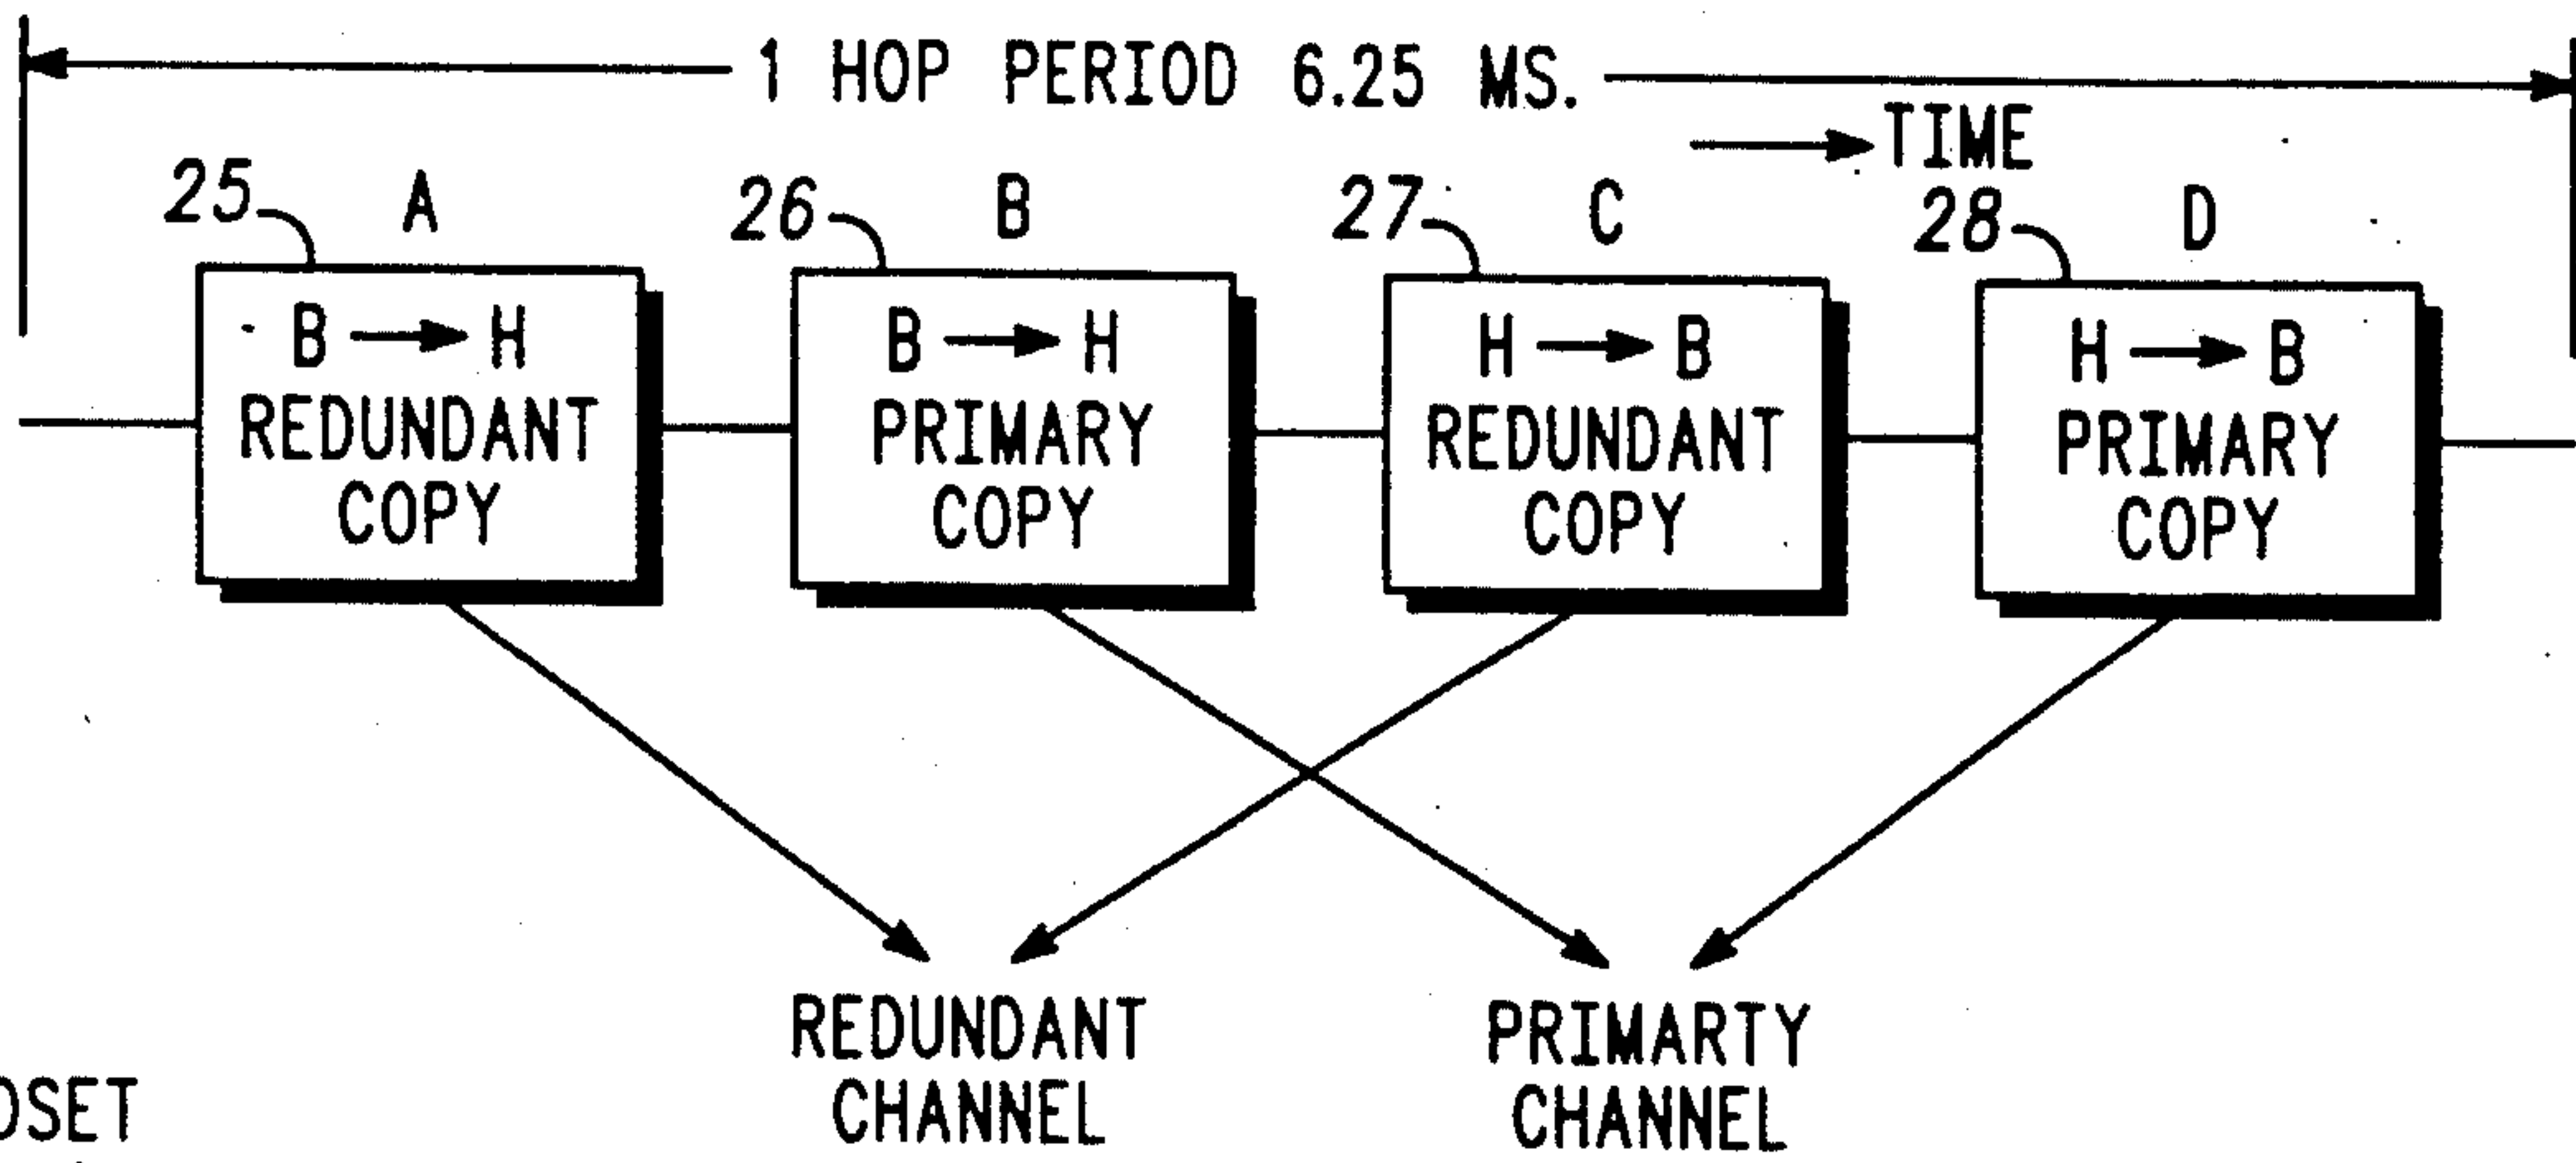 1 HOP PERIOD 6.25 MS.
TIME
25 A 26 B 27 C 28 D
B → H
REDUNDANT
COPY
B → H
PRIMARY
COPY
H → B
REDUNDANT
COPY
H → B
PRIMARY
COPY
REDUNDANT
CHANNEL
PRIMARTY
CHANNEL